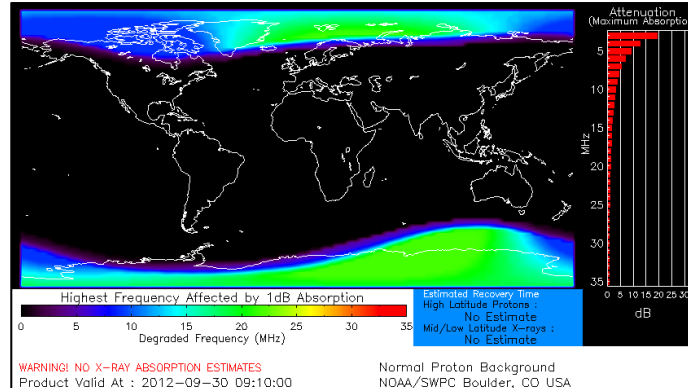 Attenuation
(Maximum Absorptio
5
10
15
20
25
30
35
MHz
0 5 10 15 20 25 30
dB
Highest Frequency Affected by 1dB Absorption
0 5 10 15 20 25 30 35
Degraded Frequency (MHz)
Estimated Recovery Time
High Latitude Protons :
No Estimate
Mid/Low Latitude X-rays :
No Estimate
WARNING! NO X-RAY ABSORPTION ESTIMATES
Product Valid At : 2012-09-30 09:10:00
Normal Proton Background
NOAA/SWPC Boulder, CO USA